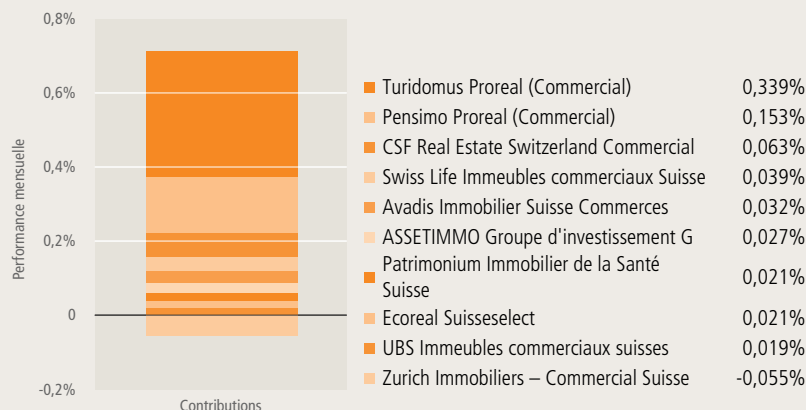 0,8%
0,6%
0,4%
0,2%
0
-0,2%
Performance mensuelle
Contributions
Turidomus Proreal (Commercial) 0,339%
Pensimo Proreal (Commercial) 0,153%
CSF Real Estate Switzerland Commercial 0,063%
Swiss Life Immeubles commerciaux Suisse 0,039%
Avadis Immobilier Suisse Commerces 0,032%
ASSETIMMO Groupe d'investissement G 0,027%
Patrimonium Immobilier de la Santé
Suisse 0,021%
Ecoreal Suisseselect 0,021%
UBS Immeubles commerciaux suisses 0,019%
Zurich Immobiliers – Commercial Suisse -0,055%